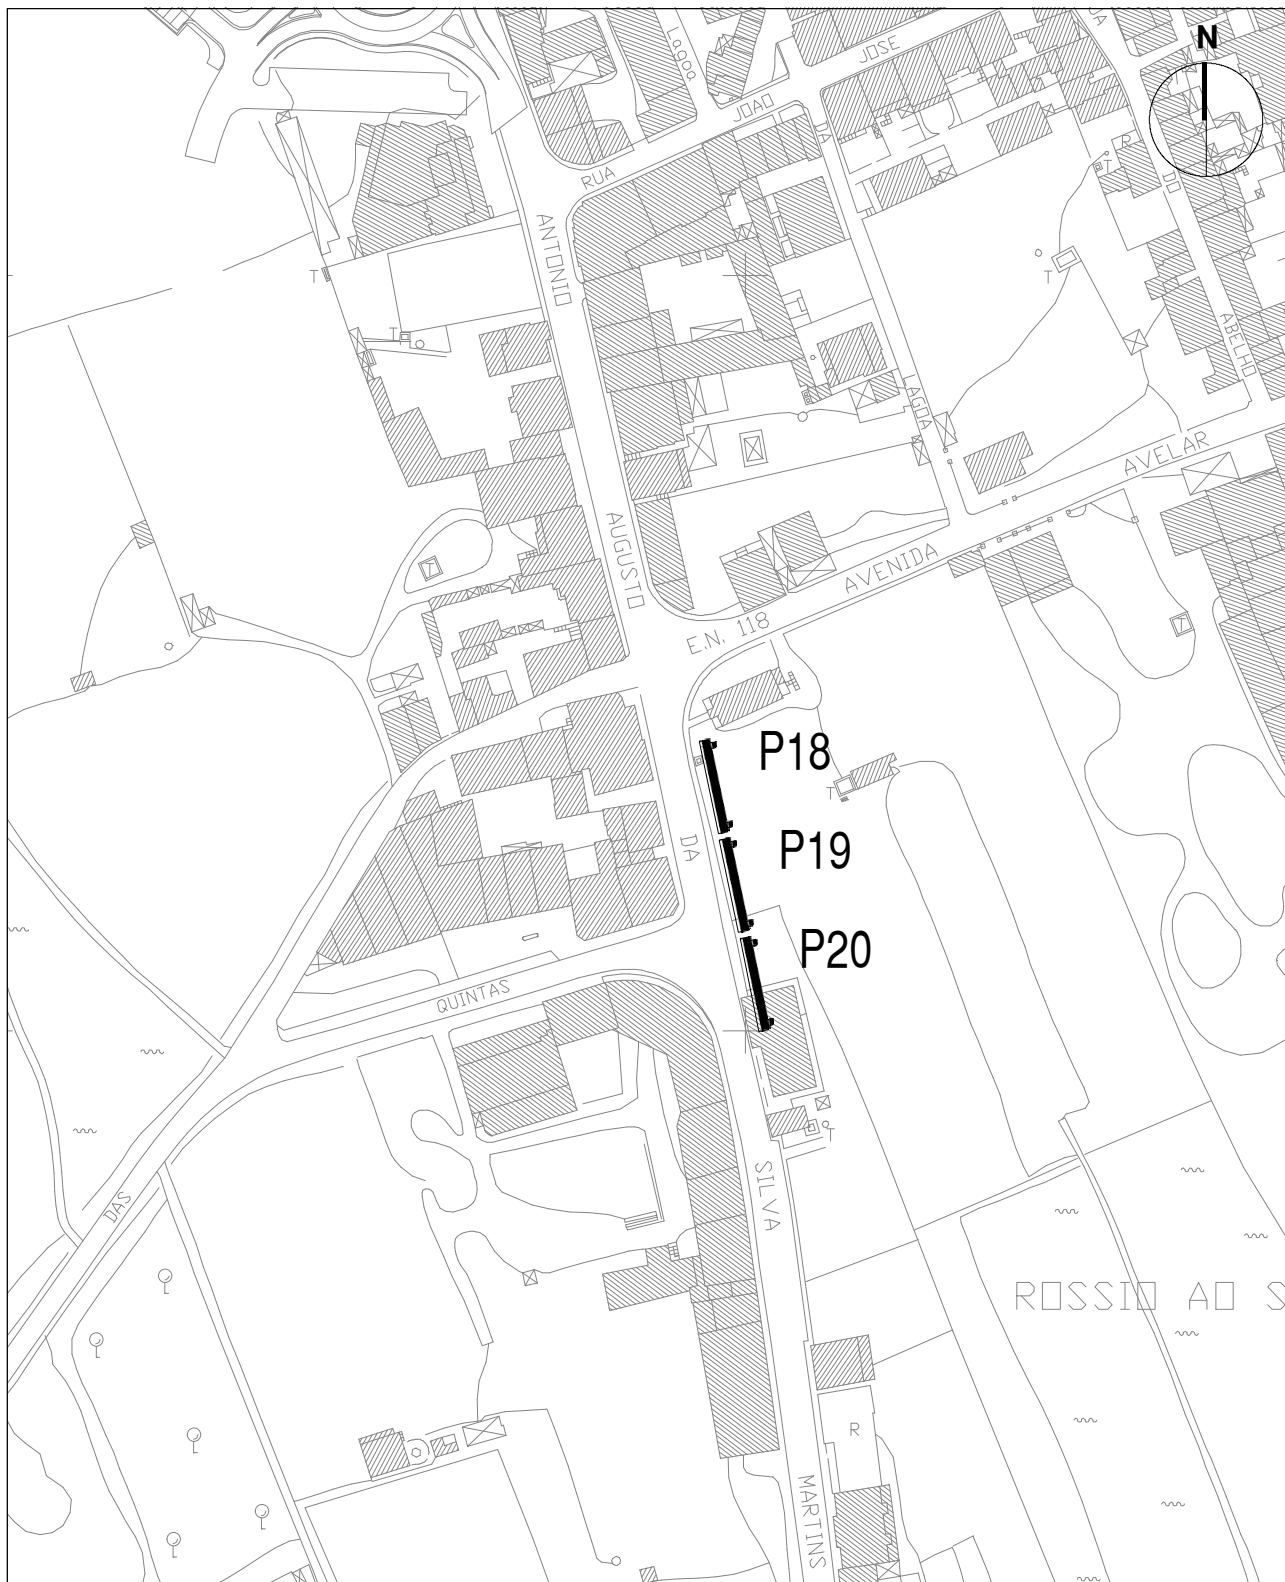 N
Lagoa
JOSE
JOAO
RUA
DA
DO
R
T
ANTONIO
T
T
T
ABELHO
LAGOA
AVELAR
AUGUSTO
AVENIDA
E.N. 118
P18
T
P19
DA
P20
QUINTAS
T
SILVA
DAS
ROSSIO AO S
R
MARTINS